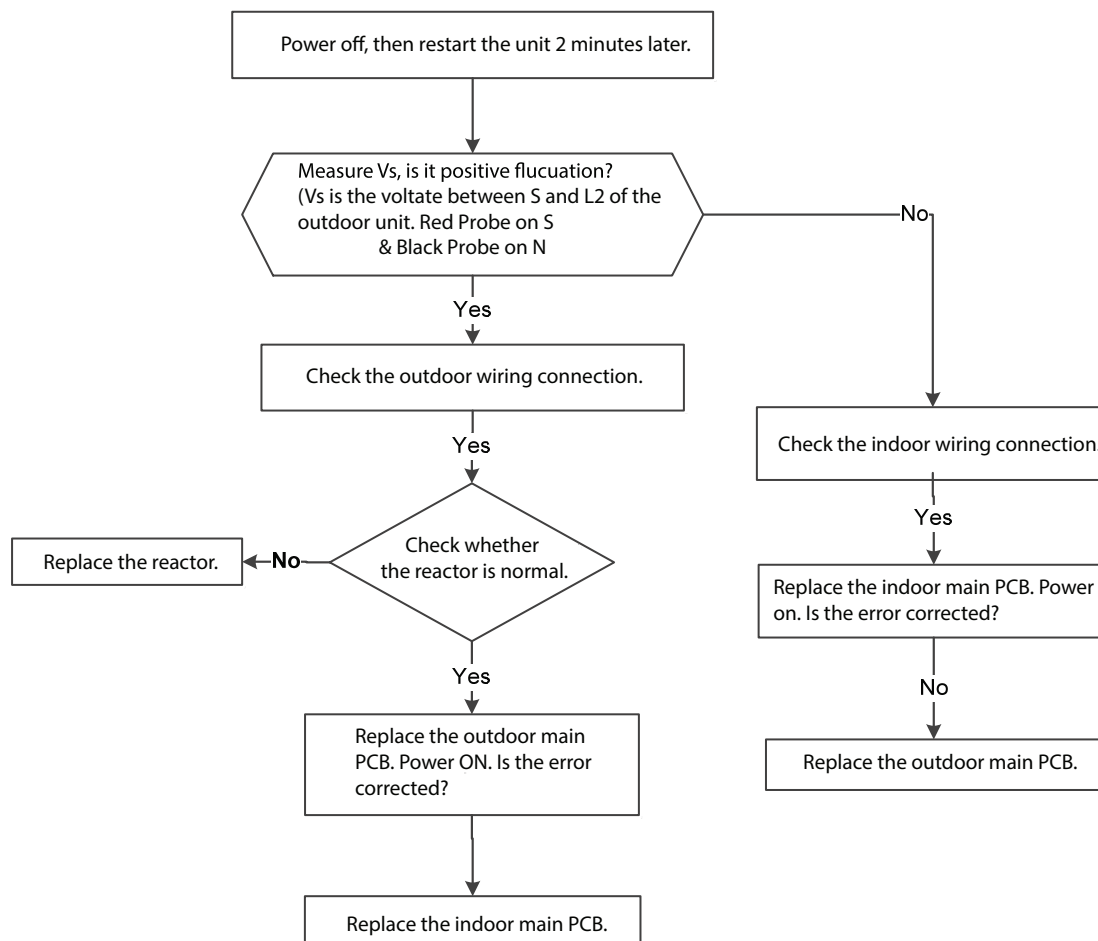 Power off, then restart the unit 2 minutes later.
Measure Vs, is it positive flucuation?
(Vs is the voltate between S and L2 of the
outdoor unit. Red Probe on S
& Black Probe on N
No
Yes
Check the outdoor wiring connection.
Yes
Check the indoor wiring connection.
Yes
Check whether
the reactor is normal.
No
Replace the reactor.
Replace the indoor main PCB. Power
on. Is the error corrected?
Yes
No
Replace the outdoor main
PCB. Power ON. Is the error
corrected?
Replace the outdoor main PCB.
Replace the indoor main PCB.